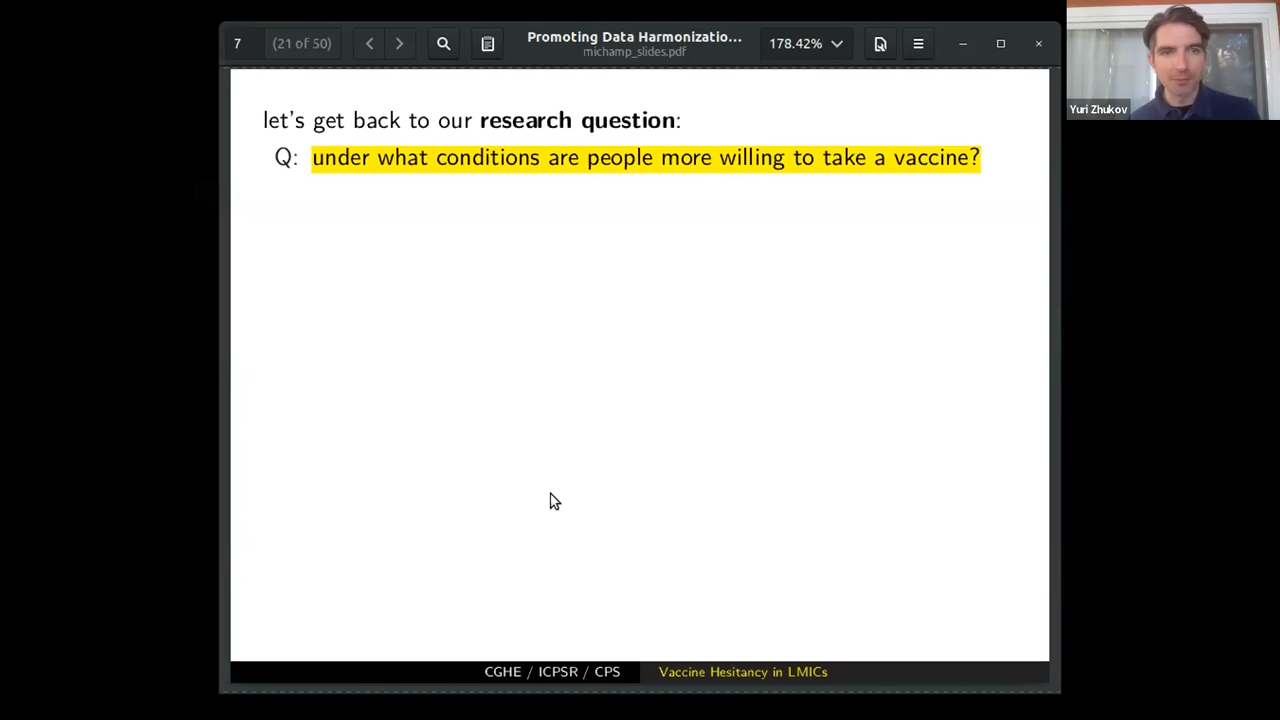 7 (21 of 50) Promoting Data Harmonizatio... 178.42%
michamp_slides.pdf
Yuri Zhukov
let's get back to our research question:
Q: under what conditions are people more willing to take a vaccine?
CGHE / ICPSR / CPS Vaccine Hesitancy in LMICs